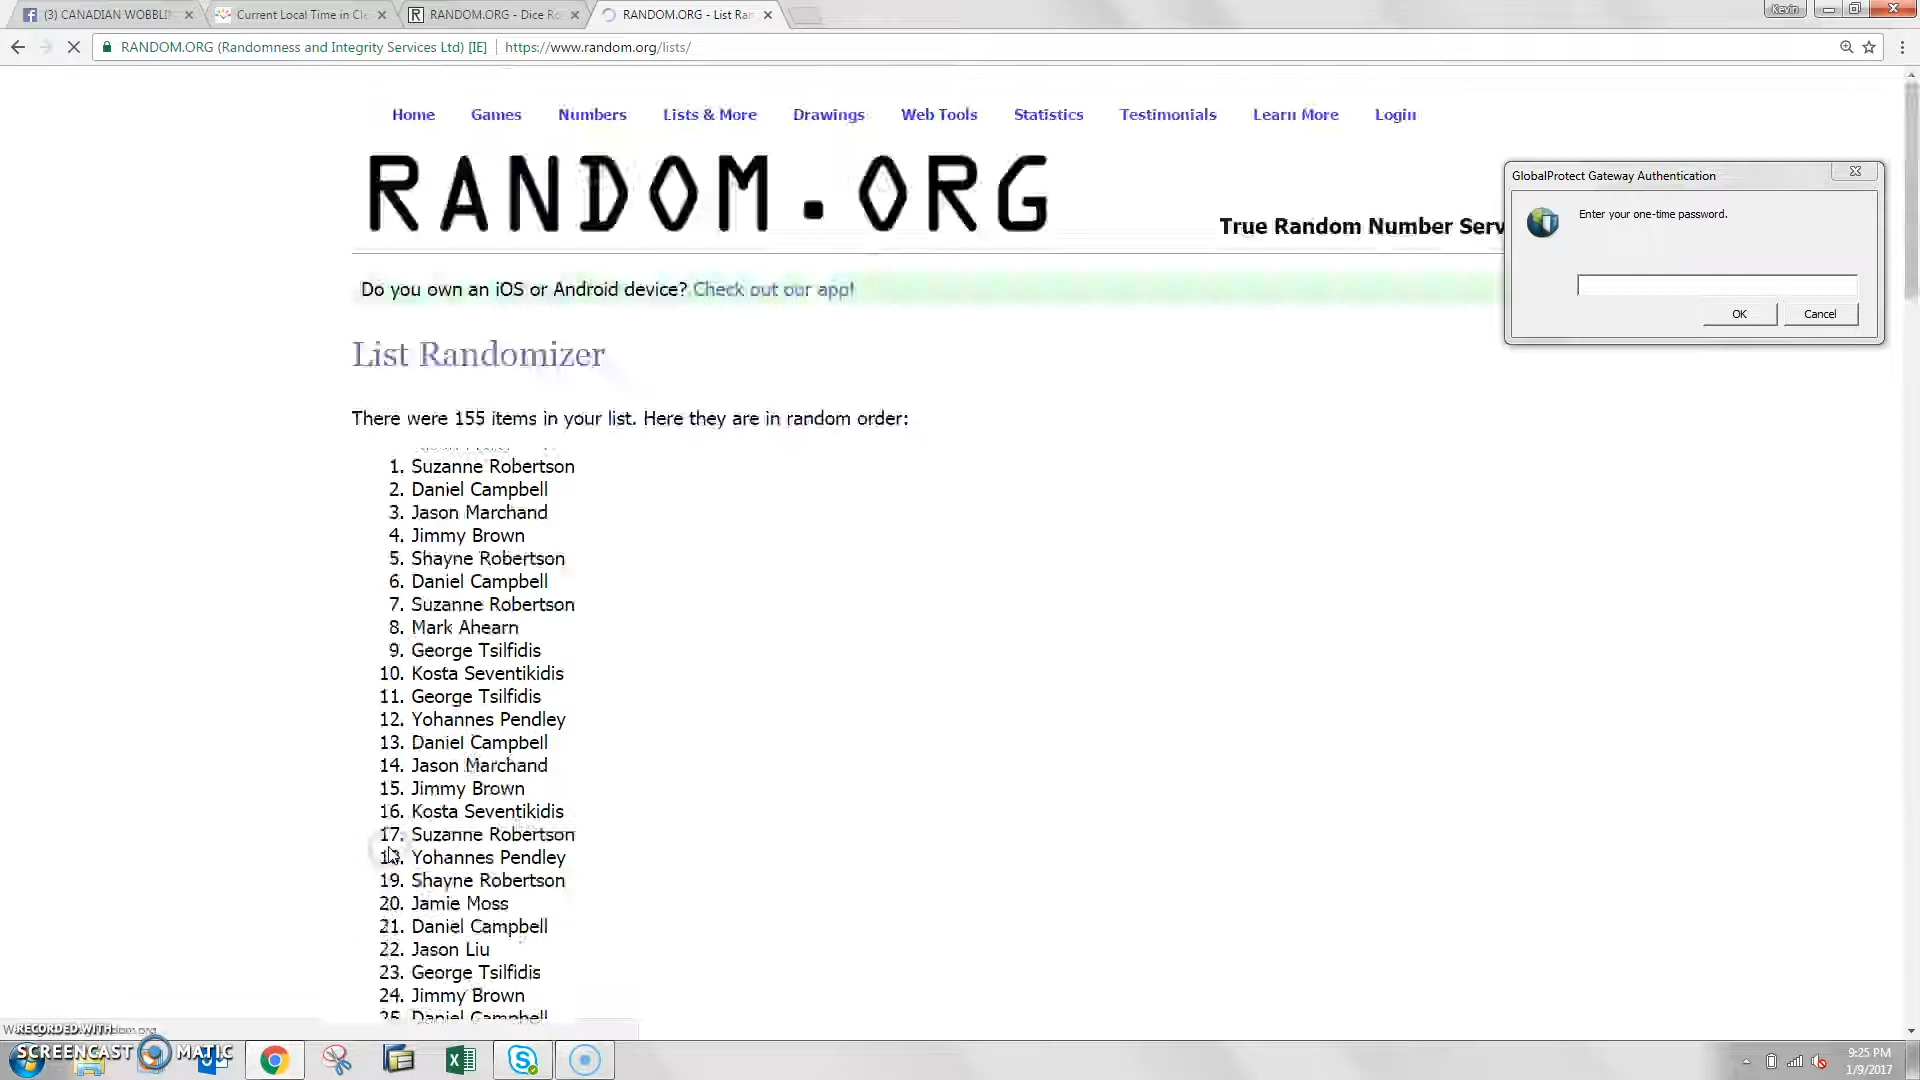 (3) CANADIAN WOBBLI
Current Local Time in Cle
RANDOM.ORG - Dice Ro
RANDOM.ORG - List Ran
Kevin
RANDOM.ORG (Randomness and Integrity Services Ltd) [IE]
https://www.random.org/lists/
Home Games Numbers Lists & More Drawings Web Tools Statistics Testimonials Learn More Login
RANDOM.ORG
True Random Number Serv
GlobalProtect Gateway Authentication
Enter your one-time password.
OK Cancel
Do you own an iOS or Android device? Check out our app!
List Randomizer
There were 155 items in your list. Here they are in random order:
1. Suzanne Robertson
2. Daniel Campbell
3. Jason Marchand
4. Jimmy Brown
5. Shayne Robertson
6. Daniel Campbell
7. Suzanne Robertson
8. Mark Ahearn
9. George Tsilfidis
10. Kosta Seventikidis
11. George Tsilfidis
12. Yohannes Pendley
13. Daniel Campbell
14. Jason Marchand
15. Jimmy Brown
16. Kosta Seventikidis
17. Suzanne Robertson
18. Yohannes Pendley
19. Shayne Robertson
20. Jamie Moss
21. Daniel Campbell
22. Jason Liu
23. George Tsilfidis
24. Jimmy Brown
25. Daniel Campbell
RECORDED WITH
SCREENCAST MATIC
9:25 PM
1/9/2017